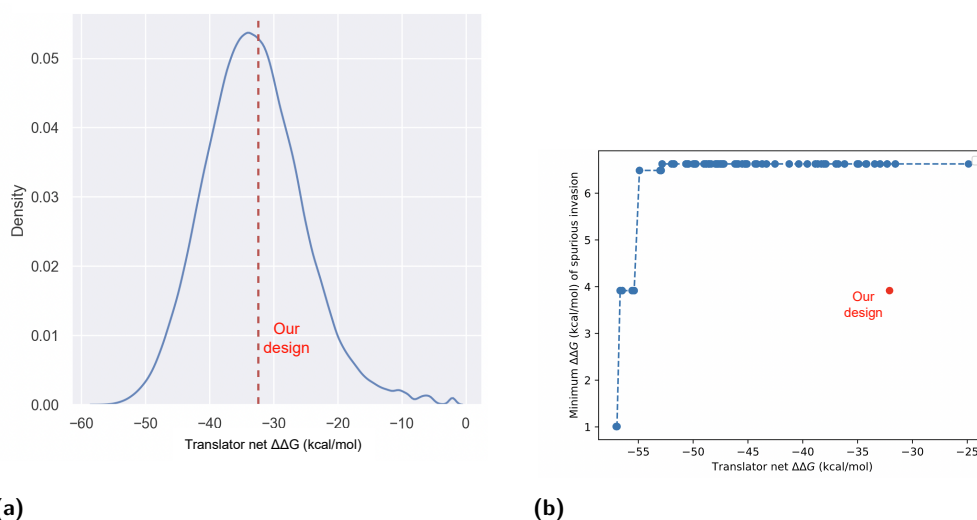 0.05
0.04
0.03
0.02
0.01
0.00
Density
Our
design
−60 −50 −40 −30 −20 −10 0
Translator net ΔΔG (kcal/mol)
(a)
6
5
4
3
2
1
Minimum ΔΔG (kcal/mol) of spurious invasion
Our
design
−55 −50 −45 −40 −35 −30 −25
Translator net ΔΔG (kcal/mol)
(b)